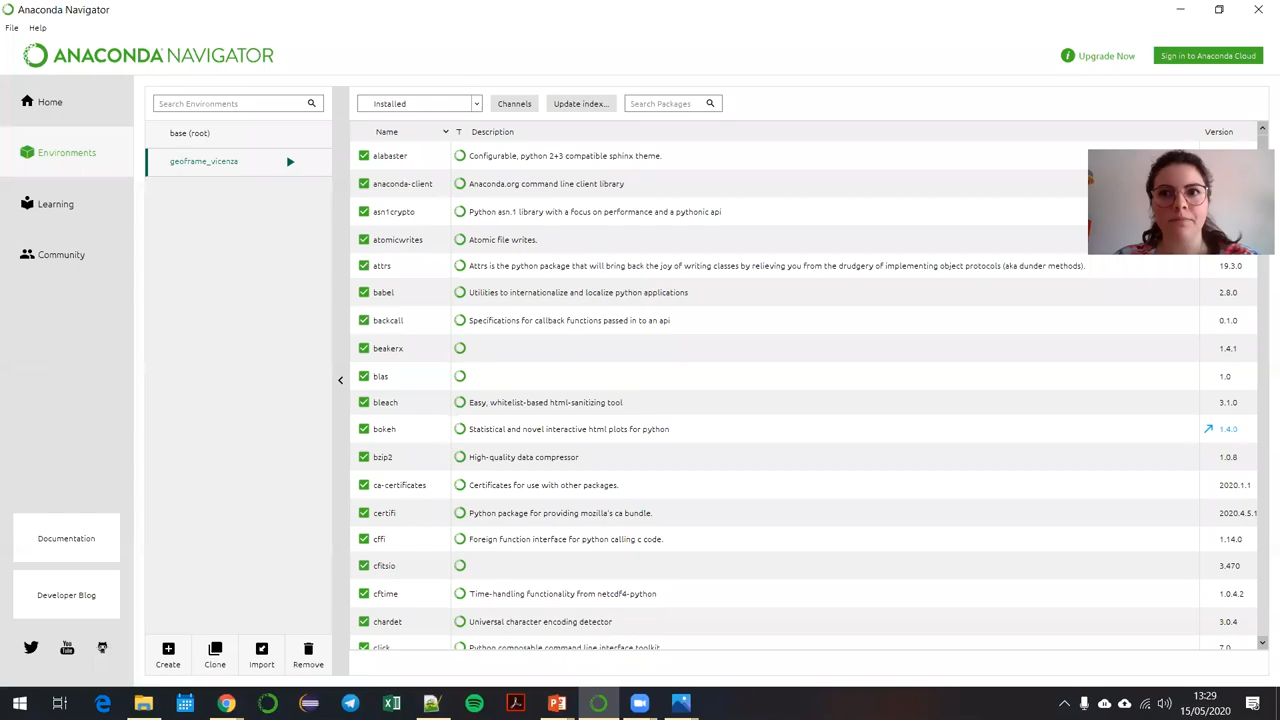 Anaconda Navigator
File Help
ANACONDA NAVIGATOR
Upgrade Now
Sign in to Anaconda Cloud
Home
Environments
Learning
Community
Documentation
Developer Blog
Search Environments
base (root)
geoframe_vicenza
Create Clone Import Remove
Installed Channels Update index... Search Packages
Name T Description Version
alabaster Configurable, python 2+3 compatible sphinx theme.
anaconda-client Anaconda.org command line client library
asn1crypto Python asn.1 library with a focus on performance and a pythonic api
atomicwrites Atomic file writes.
attrs Attrs is the python package that will bring back the joy of writing classes by relieving you from the drudgery of implementing object protocols (aka dunder methods). 19.3.0
babel Utilities to internationalize and localize python applications 2.8.0
backcall Specifications for callback functions passed in to an api 0.1.0
beakerx 1.4.1
blas 1.0
bleach Easy, whitelist-based html-sanitizing tool 3.1.0
bokeh Statistical and novel interactive html plots for python 1.4.0
bzip2 High-quality data compressor 1.0.8
ca-certificates Certificates for use with other packages. 2020.1.1
certifi Python package for providing mozilla's ca bundle. 2020.4.5.1
cffi Foreign function interface for python calling c code. 1.14.0
cfitsio 3.470
cftime Time-handling functionality from netcdf4-python 1.0.4.2
chardet Universal character encoding detector 3.0.4
click Python composable command line interface toolkit 7.0
13:29
15/05/2020